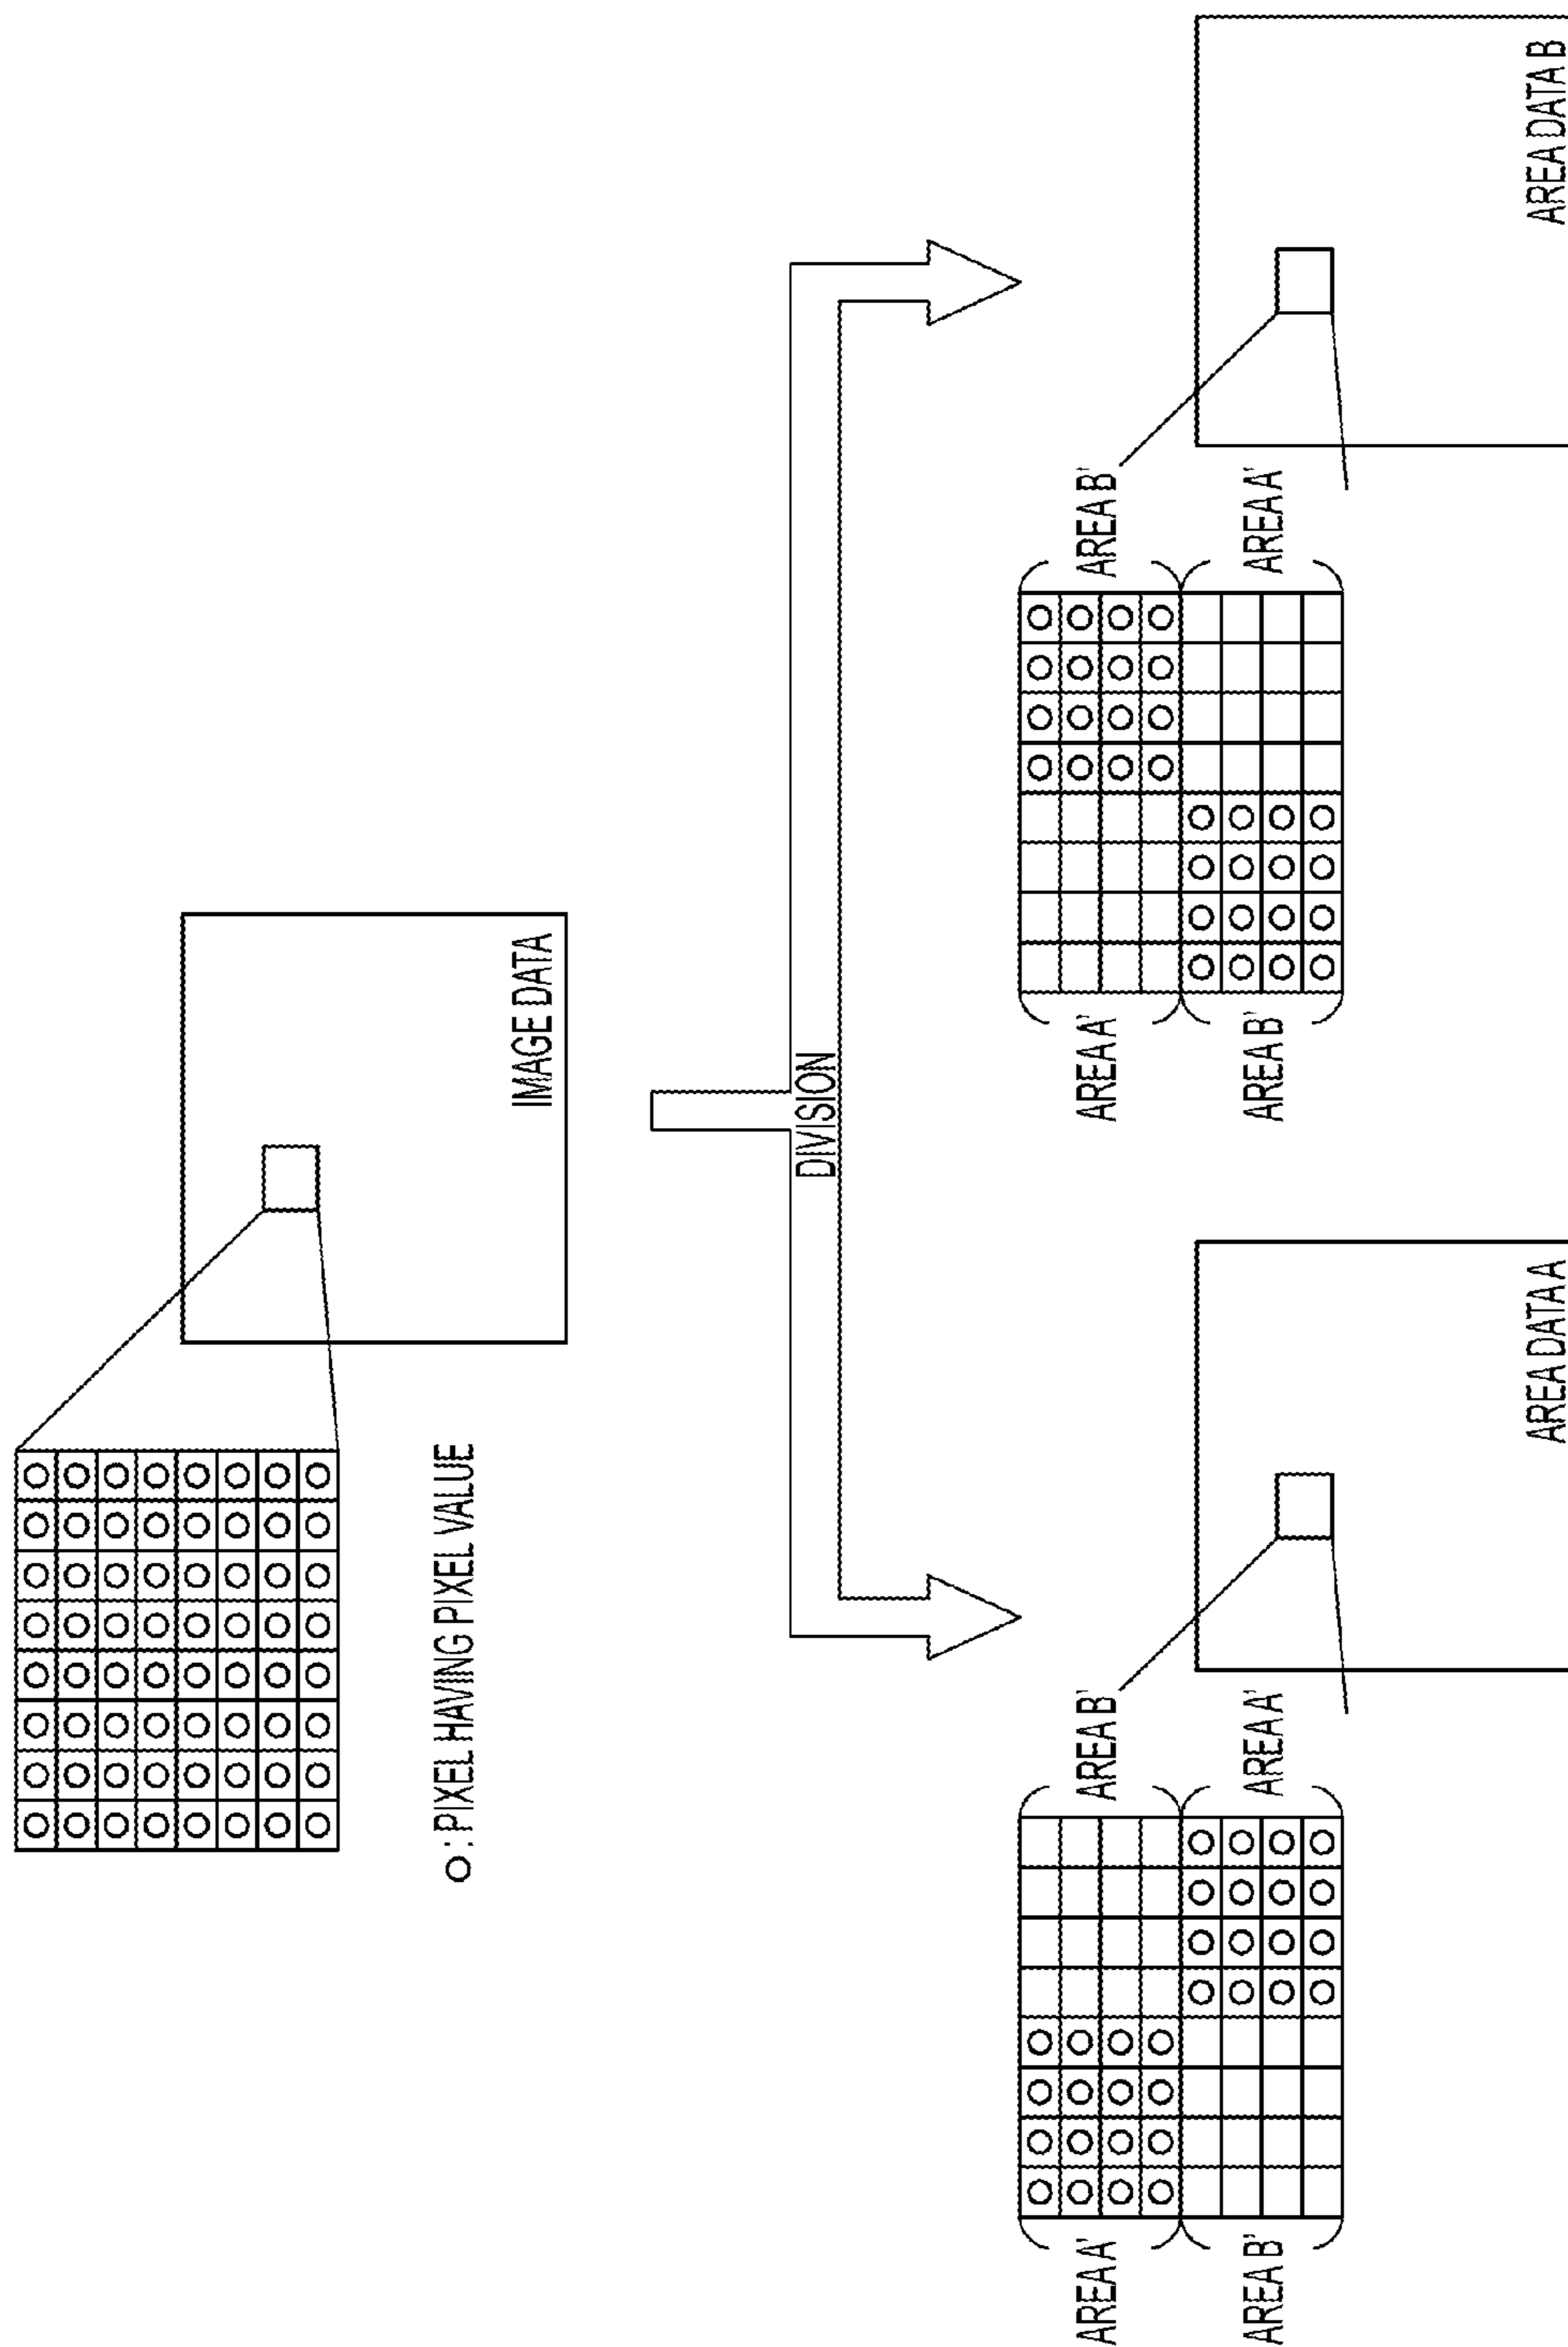 ○ : PIXEL HAVING PIXEL VALUE
IMAGE DATA
DIVISION
AREA A'
AREA B'
AREA A'
AREA B'
AREA B'
AREA A'
AREA B'
AREA A'
AREA DATA A
AREA DATA B